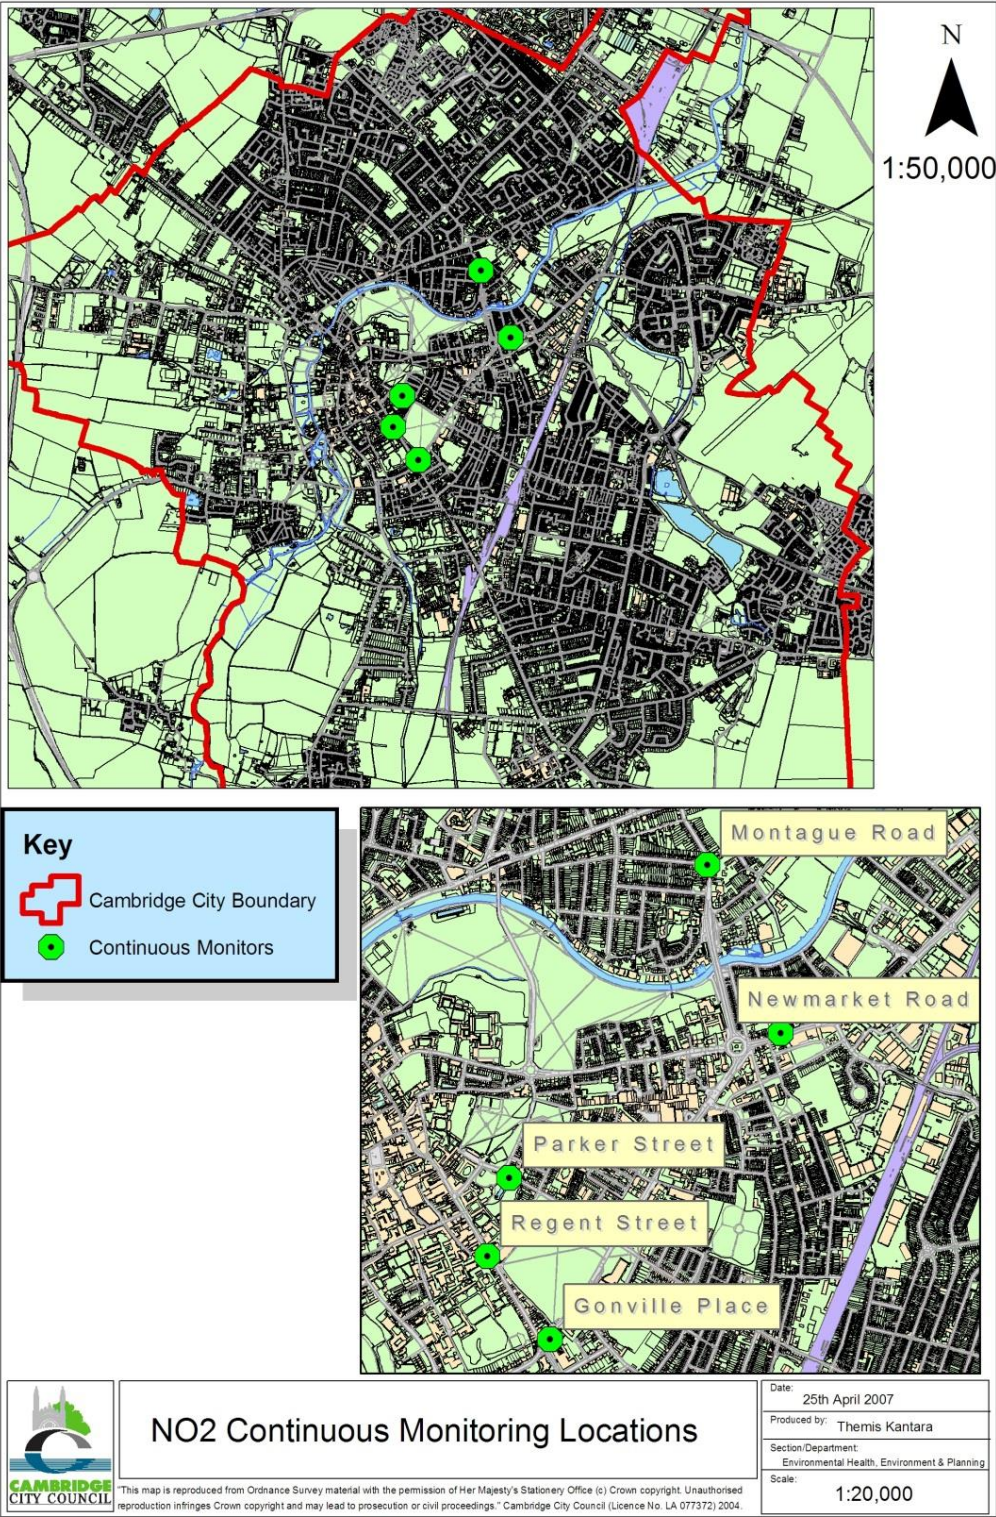 N
1:50,000
Key
Cambridge City Boundary
Continuous Monitors
Montague Road
Newmarket Road
Parker Street
Regent Street
Gonville Place
CAMBRIDGE
CITY COUNCIL
NO2 Continuous Monitoring Locations
"This map is reproduced from Ordnance Survey material with the permission of Her Majesty's Stationery Office (c) Crown copyright. Unauthorised
reproduction infringes Crown copyright and may lead to prosecution or civil proceedings." Cambridge City Council (Licence No. LA 077372) 2004.
Date:
25th April 2007
Produced by: Themis Kantara
Section/Department:
Environmental Health, Environment & Planning
Scale:
1:20,000